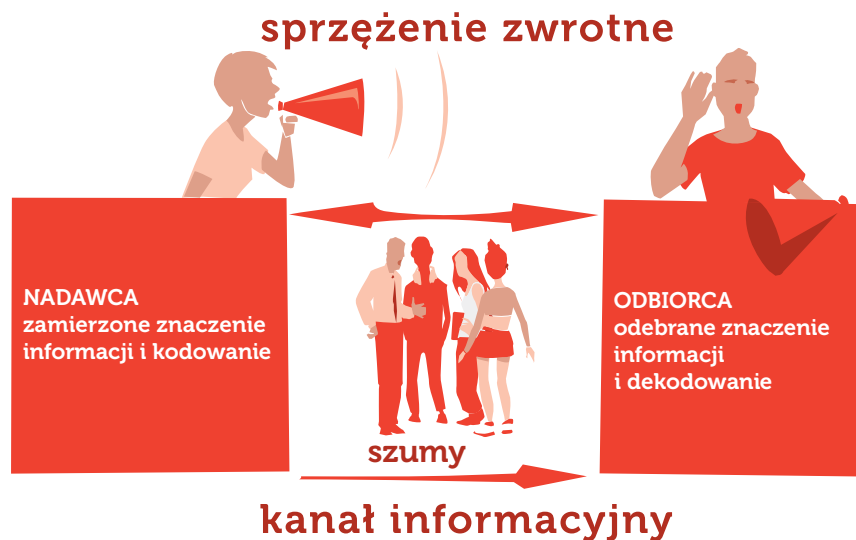 sprzężenie zwrotne
NADAWCA
zamierzone znaczenie
informacji i kodowanie
ODBIORCA
odebrane znaczenie
informacji
i dekodowanie
szumy
kanał informacyjny